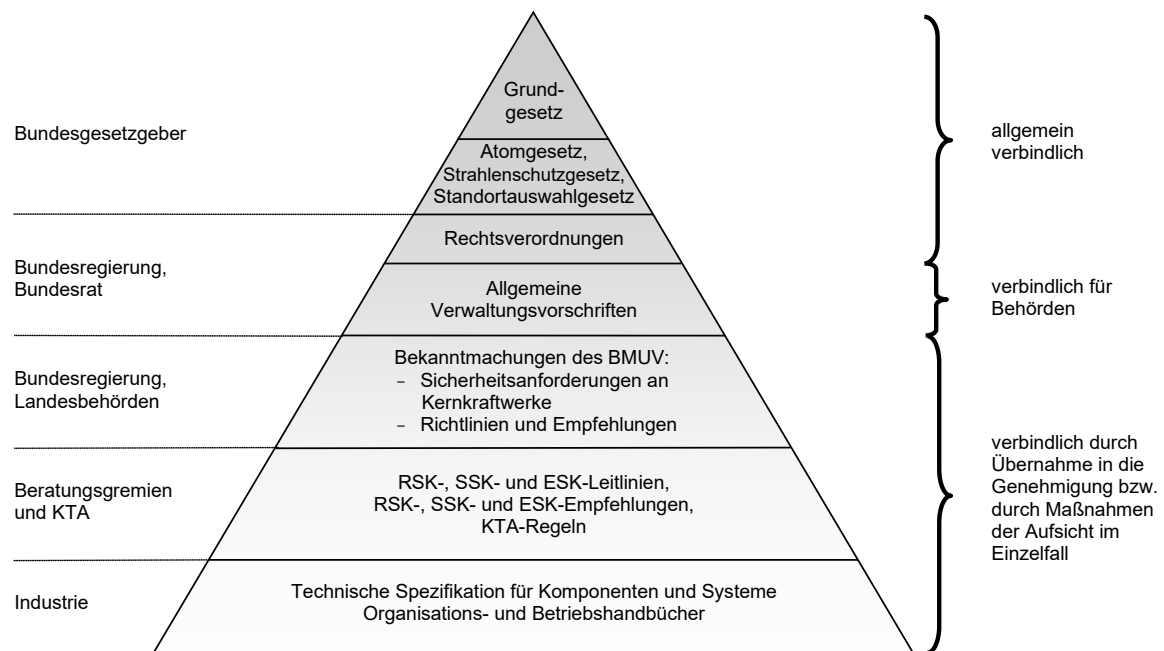 Grund-
gesetz
Bundesgesetzgeber
allgemein
verbindlich
Atomgesetz,
Strahlenschutzgesetz,
Standortauswahlgesetz
Rechtsverordnungen
Bundesregierung,
Bundesrat
Allgemeine
Verwaltungsvorschriften
verbindlich für
Behörden
Bekanntmachungen des BMUV:
- Sicherheitsanforderungen an
Kernkraftwerke
- Richtlinien und Empfehlungen
Bundesregierung,
Landesbehörden
verbindlich durch
Übernahme in die
Genehmigung bzw.
durch Maßnahmen
der Aufsicht im
Einzelfall
Beratungsgremien
und KTA
RSK-, SSK- und ESK-Leitlinien,
RSK-, SSK- und ESK-Empfehlungen,
KTA-Regeln
Industrie
Technische Spezifikation für Komponenten und Systeme
Organisations- und Betriebshandbücher